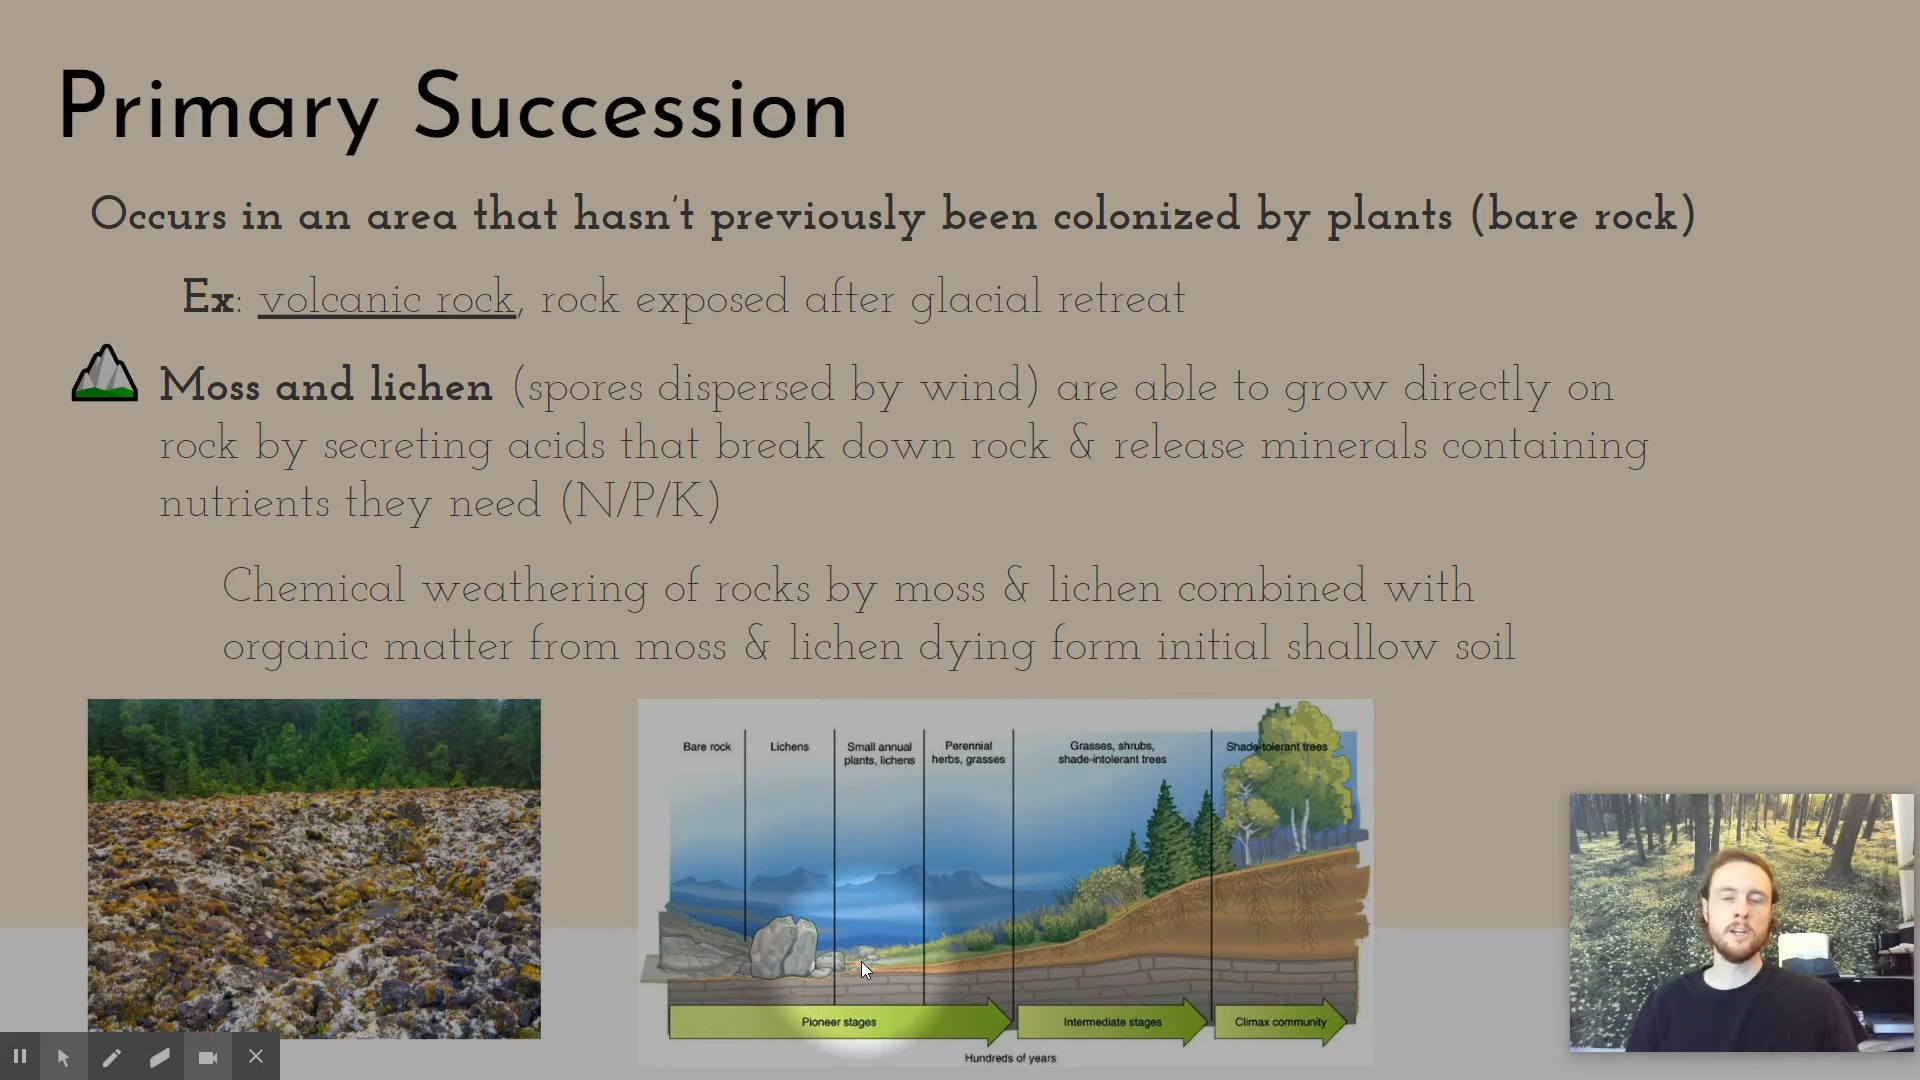 Primary Succession
Occurs in an area that hasn't previously been colonized by plants (bare rock)
Ex: volcanic rock, rock exposed after glacial retreat
Moss and lichen (spores dispersed by wind) are able to grow directly on
rock by secreting acids that break down rock & release minerals containing
nutrients they need (N/P/K)
Chemical weathering of rocks by moss & lichen combined with
organic matter from moss & lichen dying form initial shallow soil
Bare rock
Lichens
Small annual
plants, lichens
Perennial
herbs, grasses
Grasses, shrubs,
shade-intolerant trees
Shade-tolerant trees
Pioneer stages
Intermediate stages
Climax community
Hundreds of years